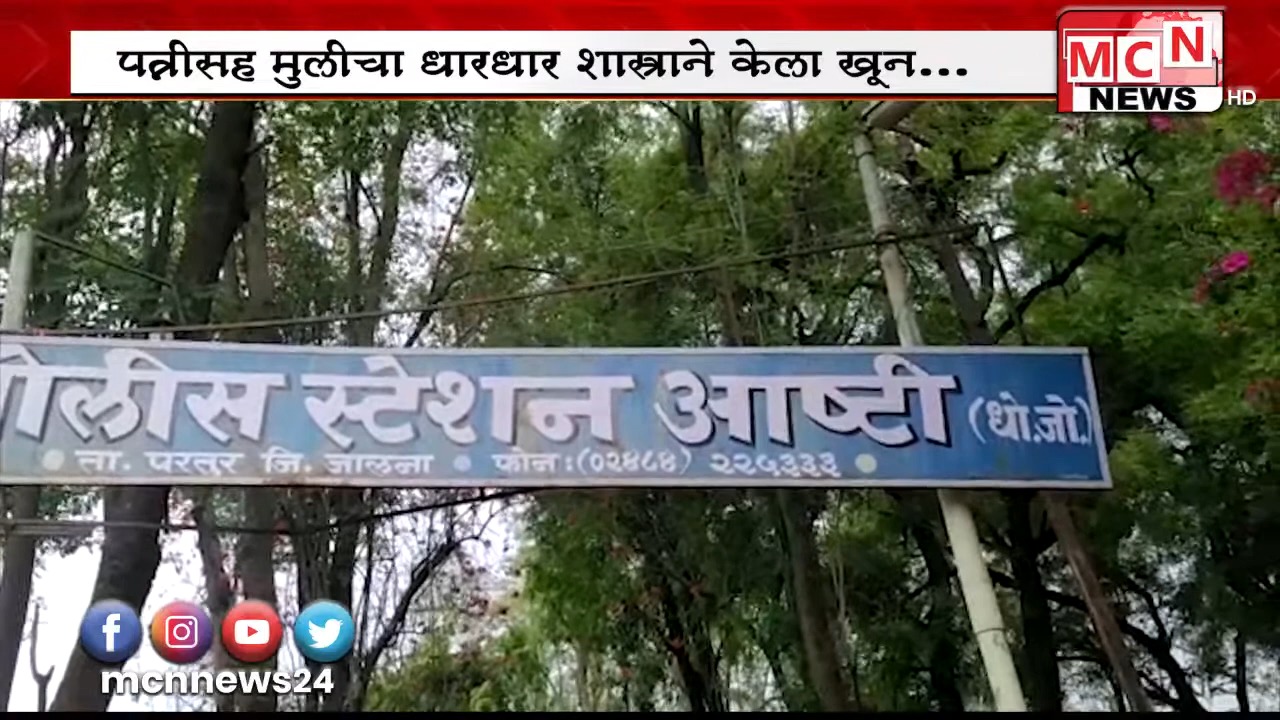 पत्नीसह मुलीचा धारधार शास्त्राने केला खून...
MCN
NEWS HD
पोलीस स्टेशन आष्टी (धो.जो.)
ता. परतुर जि. जालना • फोन : (०२४८४) २२५३३३
mcnnews24